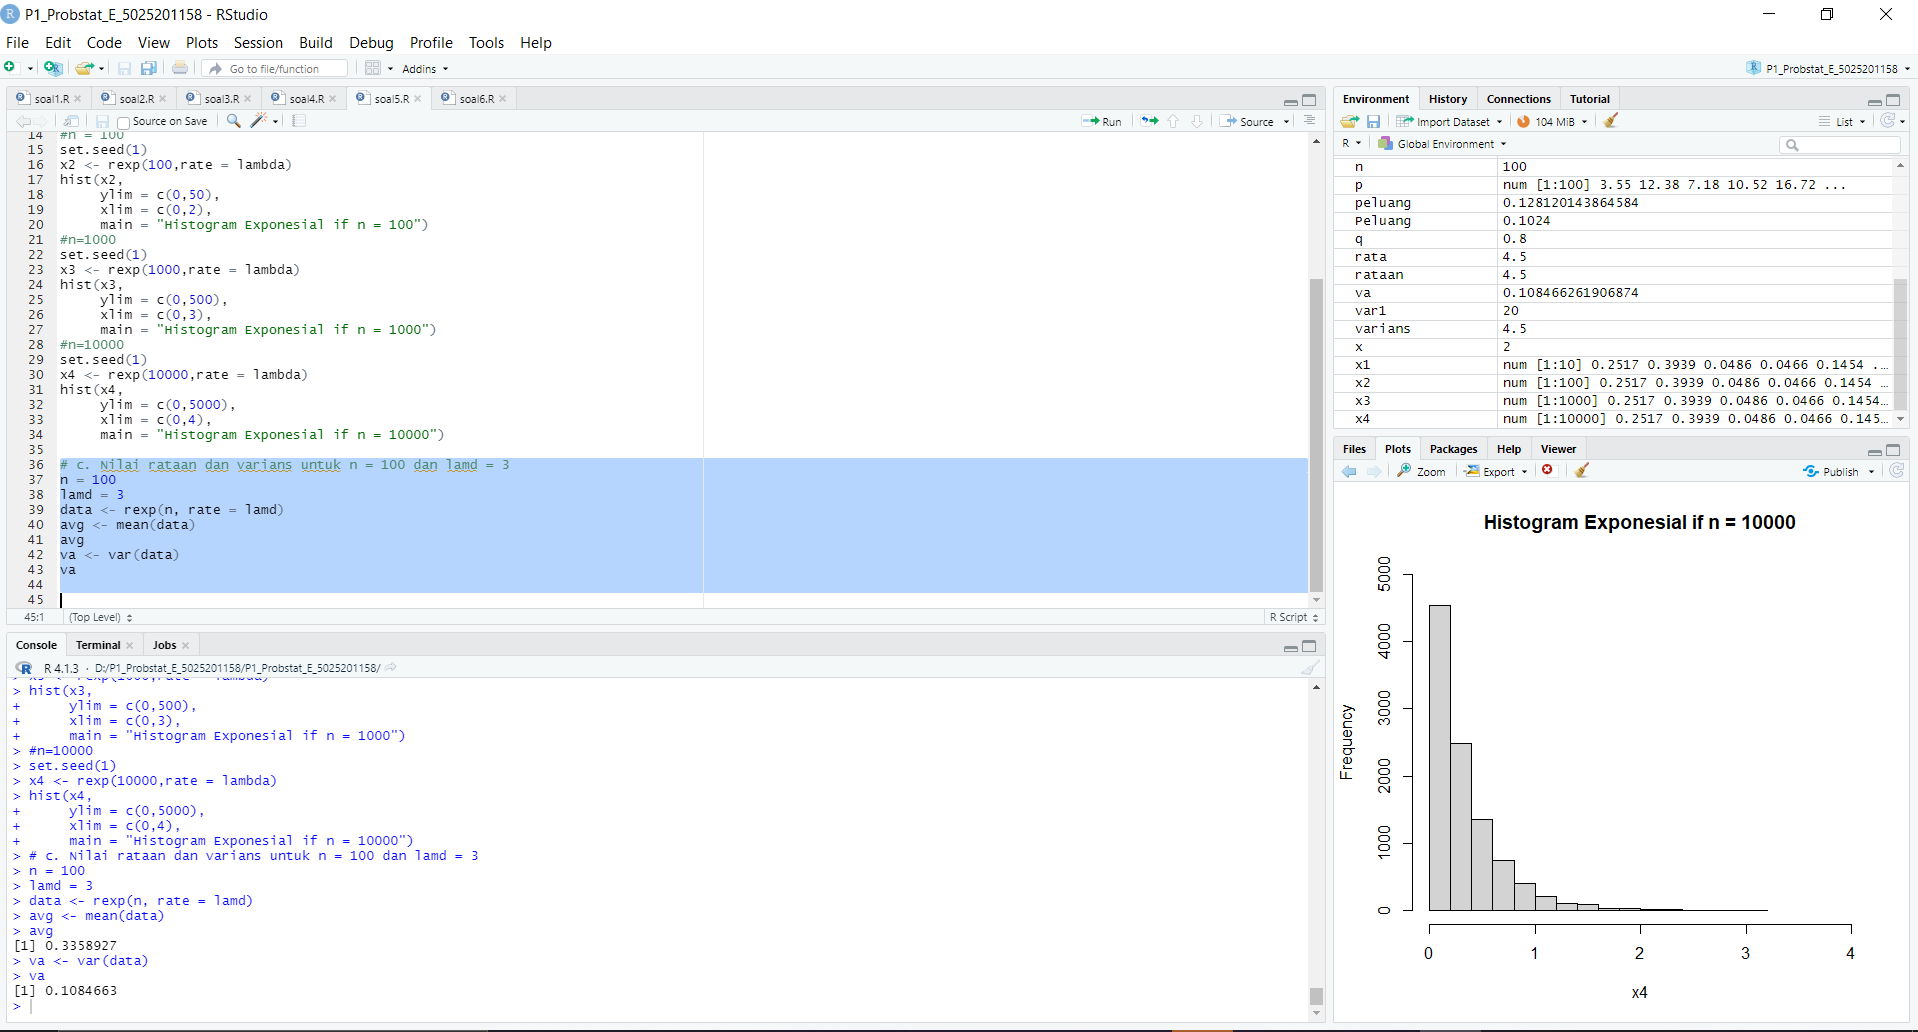 P1_Probstat_E_5025201158 - RStudio
File Edit Code View Plots Session Build Debug Profile Tools Help
Go to file/function Addins P1_Probstat_E_5025201158
soal1.R soal2.R soal3.R soal4.R soal5.R soal6.R
Source on Save Run Source
14 #n = 100
15 set.seed(1)
16 x2 <- rexp(100,rate = lambda)
17 hist(x2,
18 ylim = c(0,50),
19 xlim = c(0,2),
20 main = "Histogram Exponesial if n = 100")
21 #n=1000
22 set.seed(1)
23 x3 <- rexp(1000,rate = lambda)
24 hist(x3,
25 ylim = c(0,500),
26 xlim = c(0,3),
27 main = "Histogram Exponesial if n = 1000")
28 #n=10000
29 set.seed(1)
30 x4 <- rexp(10000,rate = lambda)
31 hist(x4,
32 ylim = c(0,5000),
33 xlim = c(0,4),
34 main = "Histogram Exponesial if n = 10000")
35
36 # c. Nilai rataan dan varians untuk n = 100 dan lamd = 3
37 n = 100
38 lamd = 3
39 data <- rexp(n, rate = lamd)
40 avg <- mean(data)
41 avg
42 va <- var(data)
43 va
44
45
45:1 (Top Level) R Script
Console Terminal Jobs
R 4.1.3 · D:/P1_Probstat_E_5025201158/P1_Probstat_E_5025201158/
> x3 <- rexp(1000,rate = lambda)
> hist(x3,
+ ylim = c(0,500),
+ xlim = c(0,3),
+ main = "Histogram Exponesial if n = 1000")
> #n=10000
> set.seed(1)
> x4 <- rexp(10000,rate = lambda)
> hist(x4,
+ ylim = c(0,5000),
+ xlim = c(0,4),
+ main = "Histogram Exponesial if n = 10000")
> # c. Nilai rataan dan varians untuk n = 100 dan lamd = 3
> n = 100
> lamd = 3
> data <- rexp(n, rate = lamd)
> avg <- mean(data)
> avg
[1] 0.3358927
> va <- var(data)
> va
[1] 0.1084663
>
Environment History Connections Tutorial
Import Dataset 104 MiB List
R Global Environment
n 100
p num [1:100] 3.55 12.38 7.18 10.52 16.72 ...
peluang 0.128120143864584
Peluang 0.1024
q 0.8
rata 4.5
rataan 4.5
va 0.108466261906874
var1 20
varians 4.5
x 2
x1 num [1:10] 0.2517 0.3939 0.0486 0.0466 0.1454 ...
x2 num [1:100] 0.2517 0.3939 0.0486 0.0466 0.1454 ...
x3 num [1:1000] 0.2517 0.3939 0.0486 0.0466 0.1454...
x4 num [1:10000] 0.2517 0.3939 0.0486 0.0466 0.145...
Files Plots Packages Help Viewer
Zoom Export Publish
Histogram Exponesial if n = 10000
Frequency
5000
4000
3000
2000
1000
0
0 1 2 3 4
x4